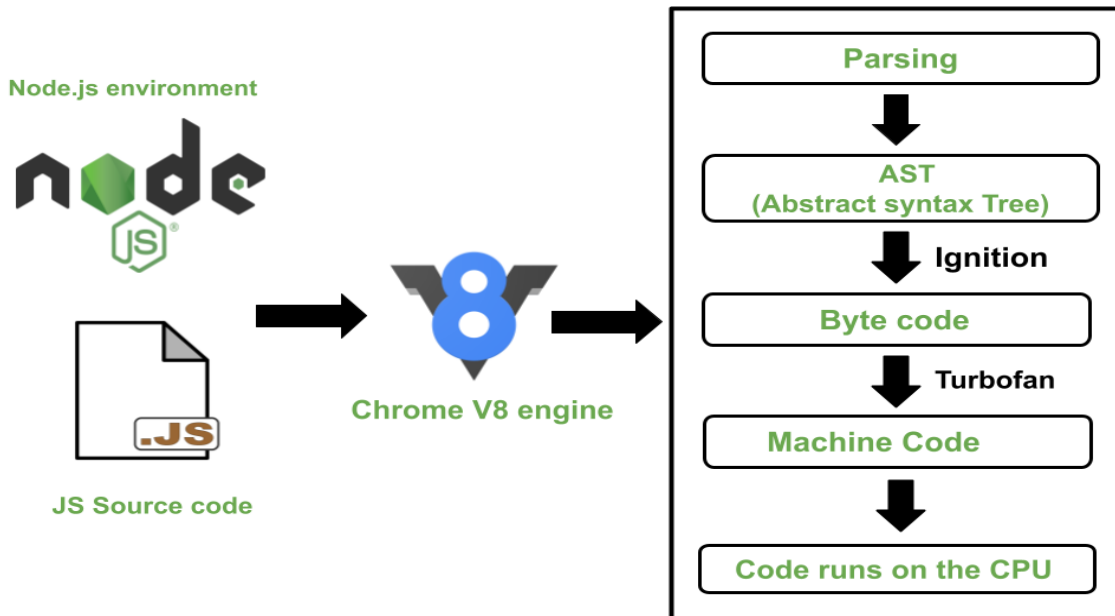 Node.js environment
node
JS®
.JS
JS Source code
V8
Chrome V8 engine
Parsing
AST
(Abstract syntax Tree)
Ignition
Byte code
Turbofan
Machine Code
Code runs on the CPU